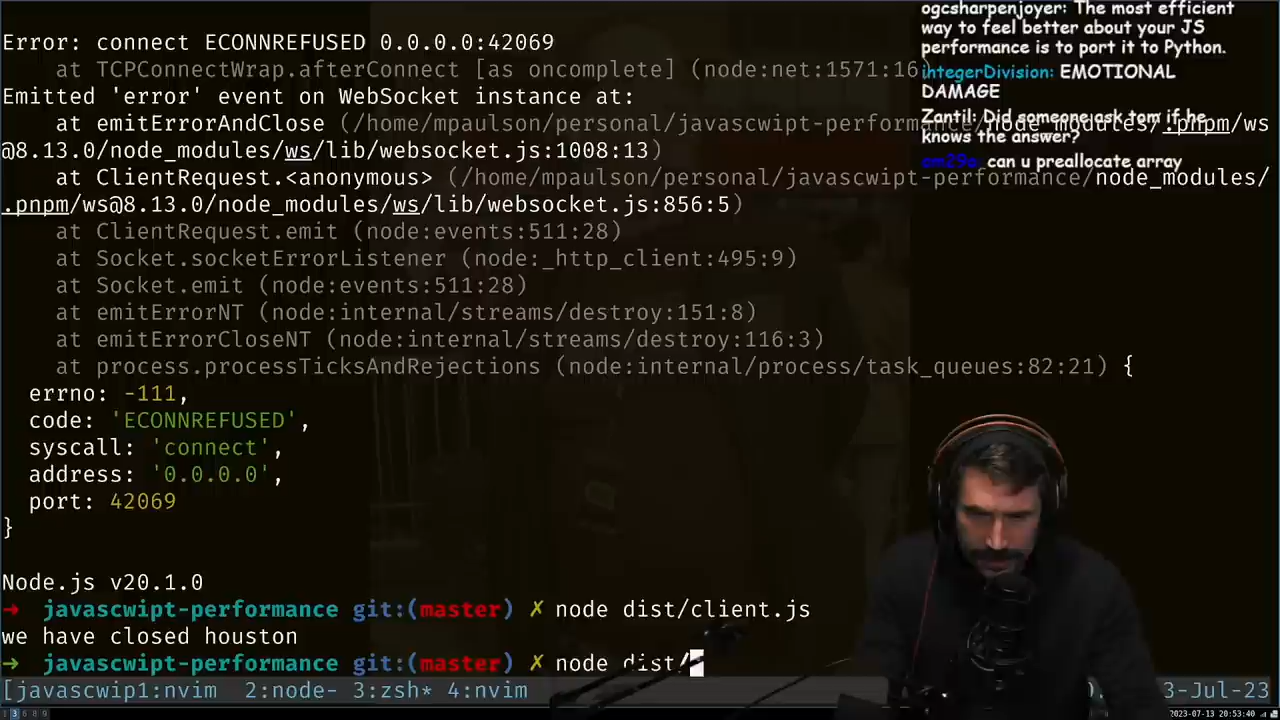 ogcsharpenjoyer: The most efficient
way to feel better about your JS
performance is to port it to Python.
integerDivision: EMOTIONAL
DAMAGE
Zantil: Did someone ask tom if he
knows the answer?
can u preallocate array
Error: connect ECONNREFUSED 0.0.0.0:42069
at TCPConnectWrap.afterConnect [as oncomplete] (node:net:1571:16
Emitted 'error' event on WebSocket instance at:
at emitErrorAndClose (/home/mpaulson/personal/javascwipt-performance/node_modules/.pnpm/ws
@8.13.0/node_modules/ws/lib/websocket.js:1008:13)
at ClientRequest.<anonymous> (/home/mpaulson/personal/javascwipt-performance/node_modules/
.pnpm/ws@8.13.0/node_modules/ws/lib/websocket.js:856:5)
at ClientRequest.emit (node:events:511:28)
at Socket.socketErrorListener (node:_http_client:495:9)
at Socket.emit (node:events:511:28)
at emitErrorNT (node:internal/streams/destroy:151:8)
at emitErrorCloseNT (node:internal/streams/destroy:116:3)
at process.processTicksAndRejections (node:internal/process/task_queues:82:21) {
errno: -111,
code: 'ECONNREFUSED',
syscall: 'connect',
address: '0.0.0.0',
port: 42069
}
Node.js v20.1.0
→ javascwipt-performance git:(master) ✗ node dist/client.js
we have closed houston
→ javascwipt-performance git:(master) ✗ node dist/
[javascwip1:nvim 2:node- 3:zsh* 4:nvim 3-Jul-23
2023-07-13 20:53:40